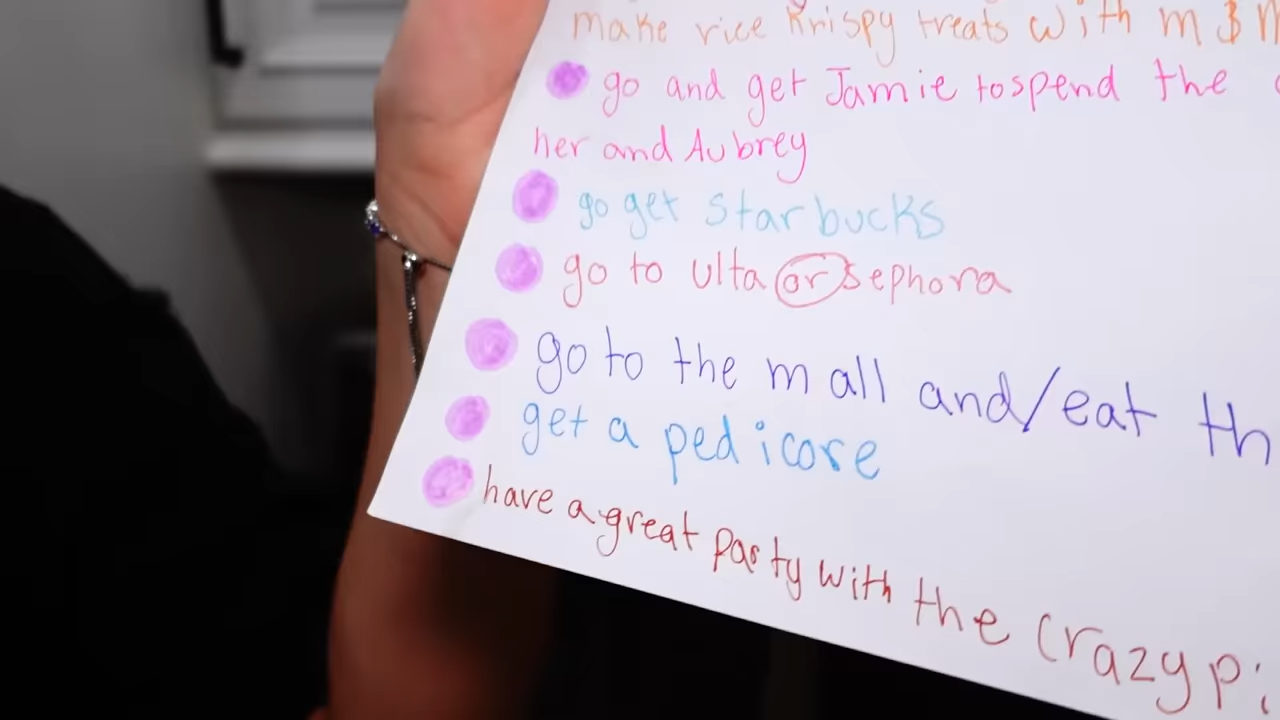 make rice Krispy treats with m &
go and get Jamie to spend the
her and Aubrey
go get starbucks
go to ulta or sephora
go to the mall and/eat th
get a pedicore
have a great party with the crazy pi